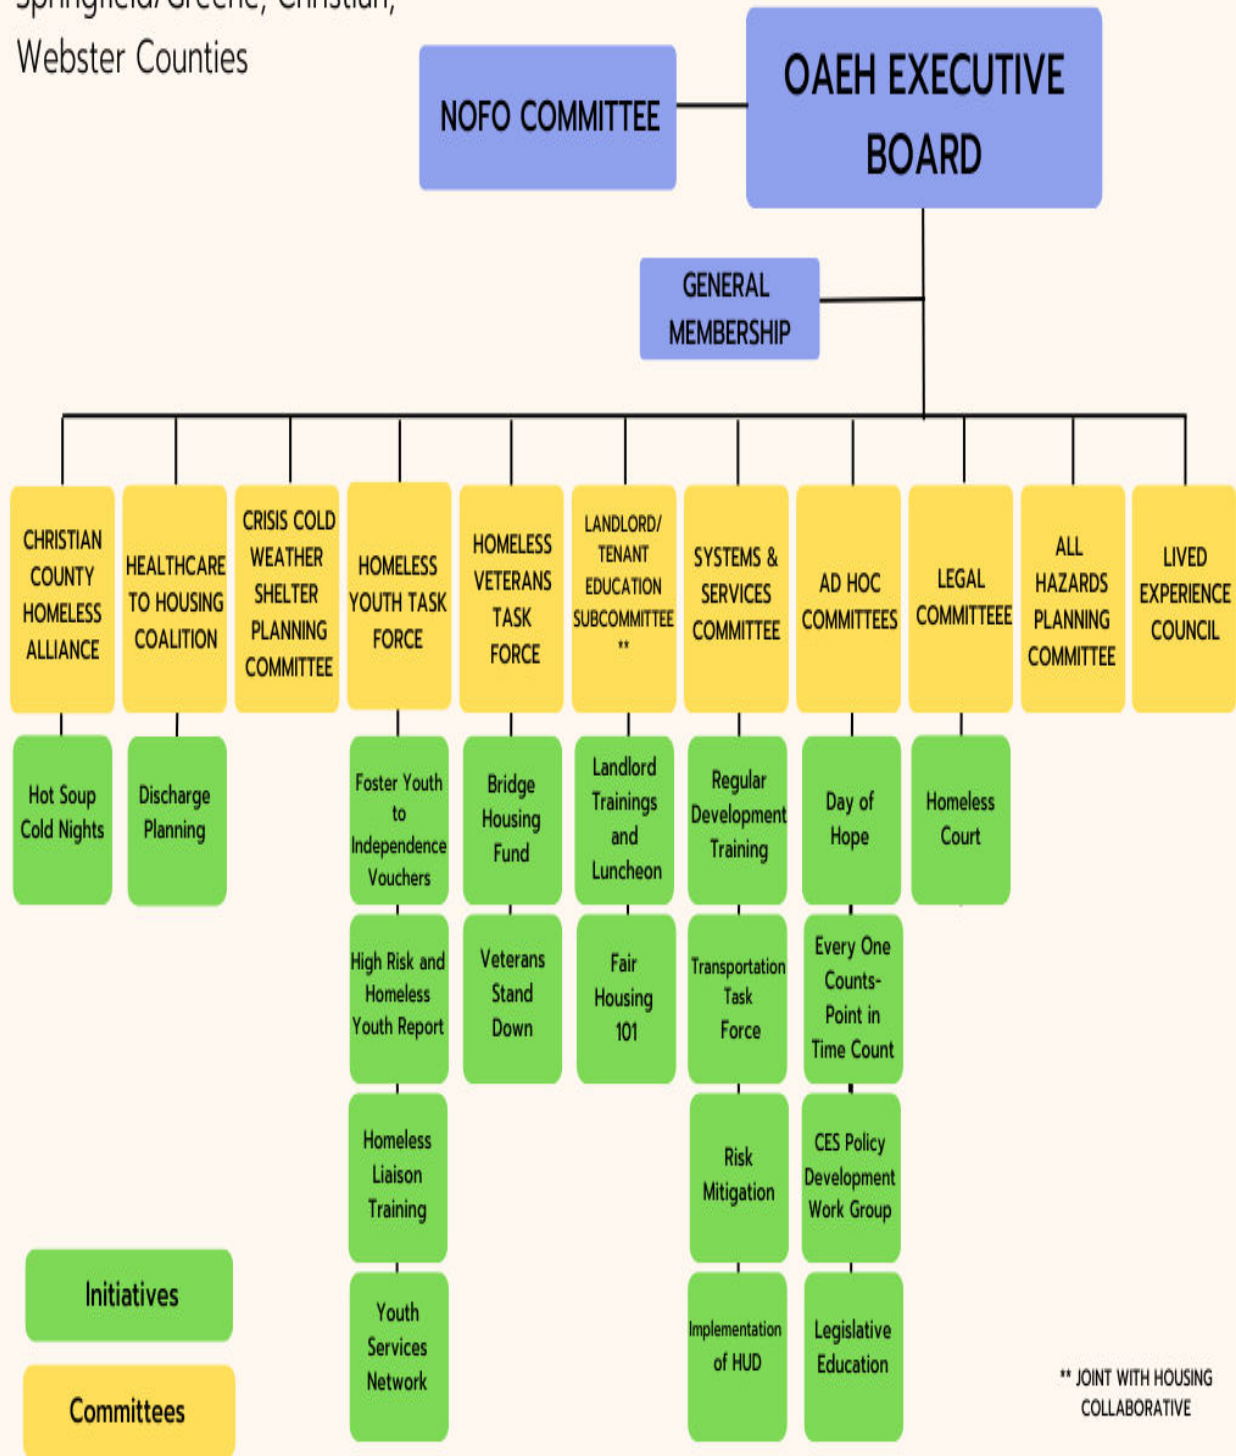 Springfield/Greene, Christian,
Webster Counties
NOFO COMMITTEE
OAEH EXECUTIVE
BOARD
GENERAL
MEMBERSHIP
CHRISTIAN
COUNTY
HOMELESS
ALLIANCE
HEALTHCARE
TO HOUSING
COALITION
CRISIS COLD
WEATHER
SHELTER
PLANNING
COMMITTEE
HOMELESS
YOUTH TASK
FORCE
HOMELESS
VETERANS
TASK
FORCE
LANDLORD/
TENANT
EDUCATION
SUBCOMMITTEE
**
SYSTEMS &
SERVICES
COMMITTEE
AD HOC
COMMITTEES
LEGAL
COMMITTEEE
ALL
HAZARDS
PLANNING
COMMITTEE
LIVED
EXPERIENCE
COUNCIL
Hot Soup
Cold Nights
Discharge
Planning
Foster Youth
to
Independence
Vouchers
Bridge
Housing
Fund
Landlord
Trainings
and
Luncheon
Regular
Development
Training
Day of
Hope
Homeless
Court
High Risk and
Homeless
Youth Report
Veterans
Stand
Down
Fair
Housing
101
Transportation
Task
Force
Every One
Counts-
Point in
Time Count
Homeless
Liaison
Training
Risk
Mitigation
CES Policy
Development
Work Group
Youth
Services
Network
Implementation
of HUD
Legislative
Education
Initiatives
Committees
** JOINT WITH HOUSING
COLLABORATIVE